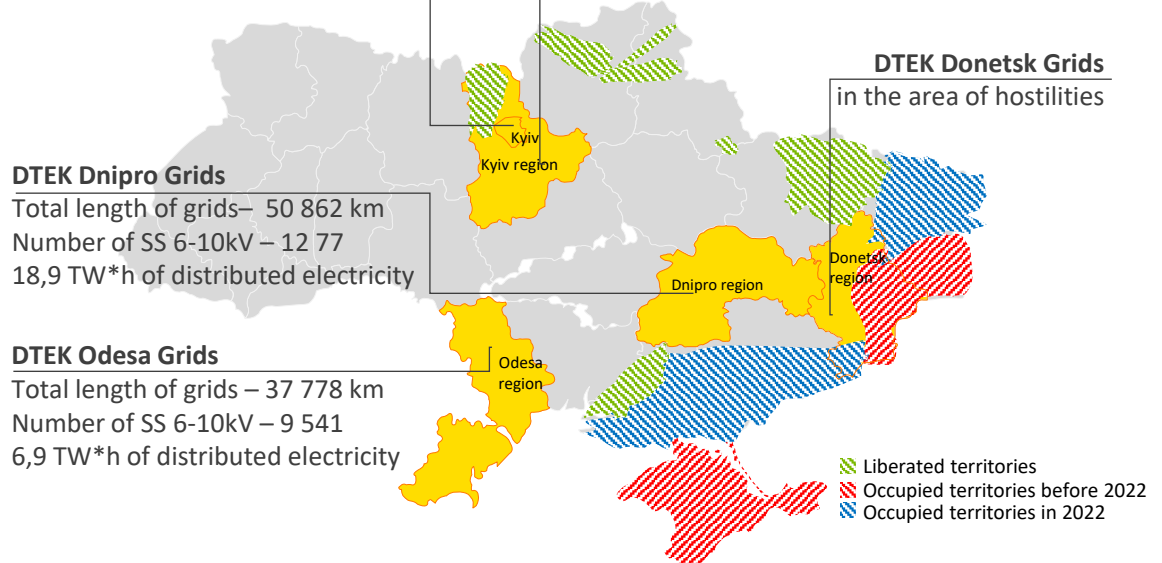 DTEK Donetsk Grids
in the area of hostilities
Kyiv
Kyiv region
DTEK Dnipro Grids
Total length of grids– 50 862 km
Number of SS 6-10kV – 12 77
18,9 TW*h of distributed electricity
Donetsk
region
Dnipro region
DTEK Odesa Grids
Total length of grids – 37 778 km
Number of SS 6-10kV – 9 541
6,9 TW*h of distributed electricity
Odesa
region
Liberated territories
Occupied territories before 2022
Occupied territories in 2022